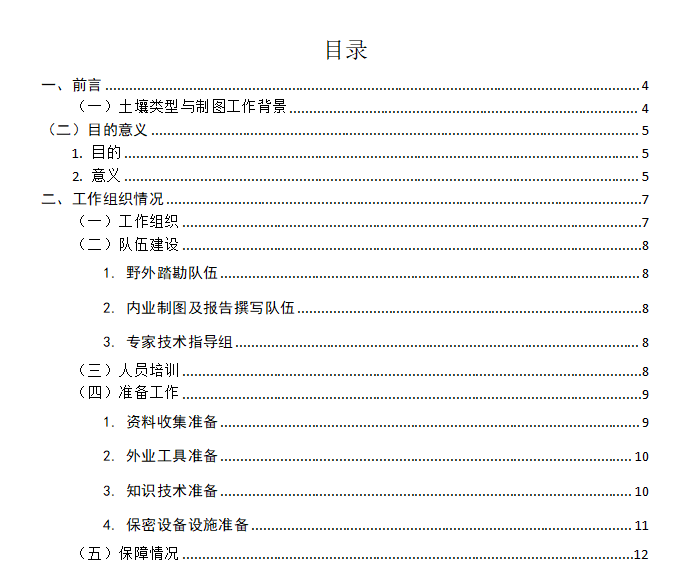 目录
一、前言 4
（一）土壤类型与制图工作背景 4
（二）目的意义 5
1. 目的 5
2. 意义 5
二、工作组织情况 7
（一）工作组织 7
（二）队伍建设 8
1. 野外踏勘队伍 8
2. 内业制图及报告撰写队伍 8
3. 专家技术指导组 8
（三）人员培训 8
（四）准备工作 9
1. 资料收集准备 9
2. 外业工具准备 10
3. 知识技术准备 10
4. 保密设备设施准备 11
（五）保障情况 12